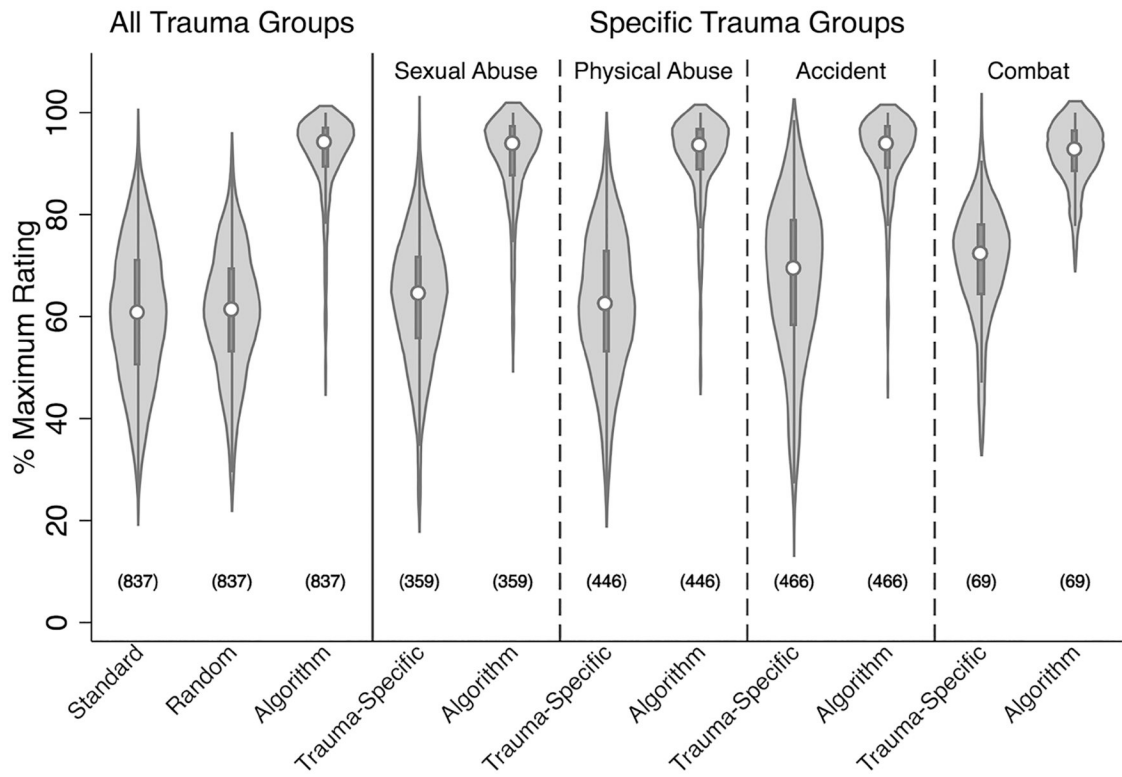 All Trauma Groups
Specific Trauma Groups
Sexual Abuse
Physical Abuse
Accident
Combat
% Maximum Rating
100
80
60
40
20
0
(837)
(837)
(837)
(359)
(359)
(446)
(446)
(466)
(466)
(69)
(69)
Standard
Random
Algorithm
Trauma-Specific
Algorithm
Trauma-Specific
Algorithm
Trauma-Specific
Algorithm
Trauma-Specific
Algorithm